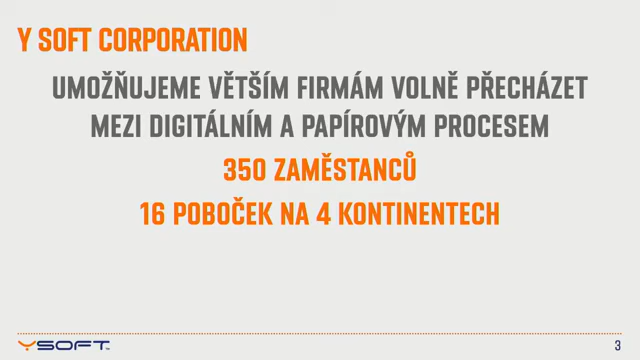 Y SOFT CORPORATION
UMOŽŇUJEME VĚTŠÍM FIRMÁM VOLNĚ PŘECHÁZET
MEZI DIGITÁLNÍM A PAPÍROVÝM PROCESEM
350 ZAMĚSTANCŮ
16 POBOČEK NA 4 KONTINENTECH
YSOFT
3